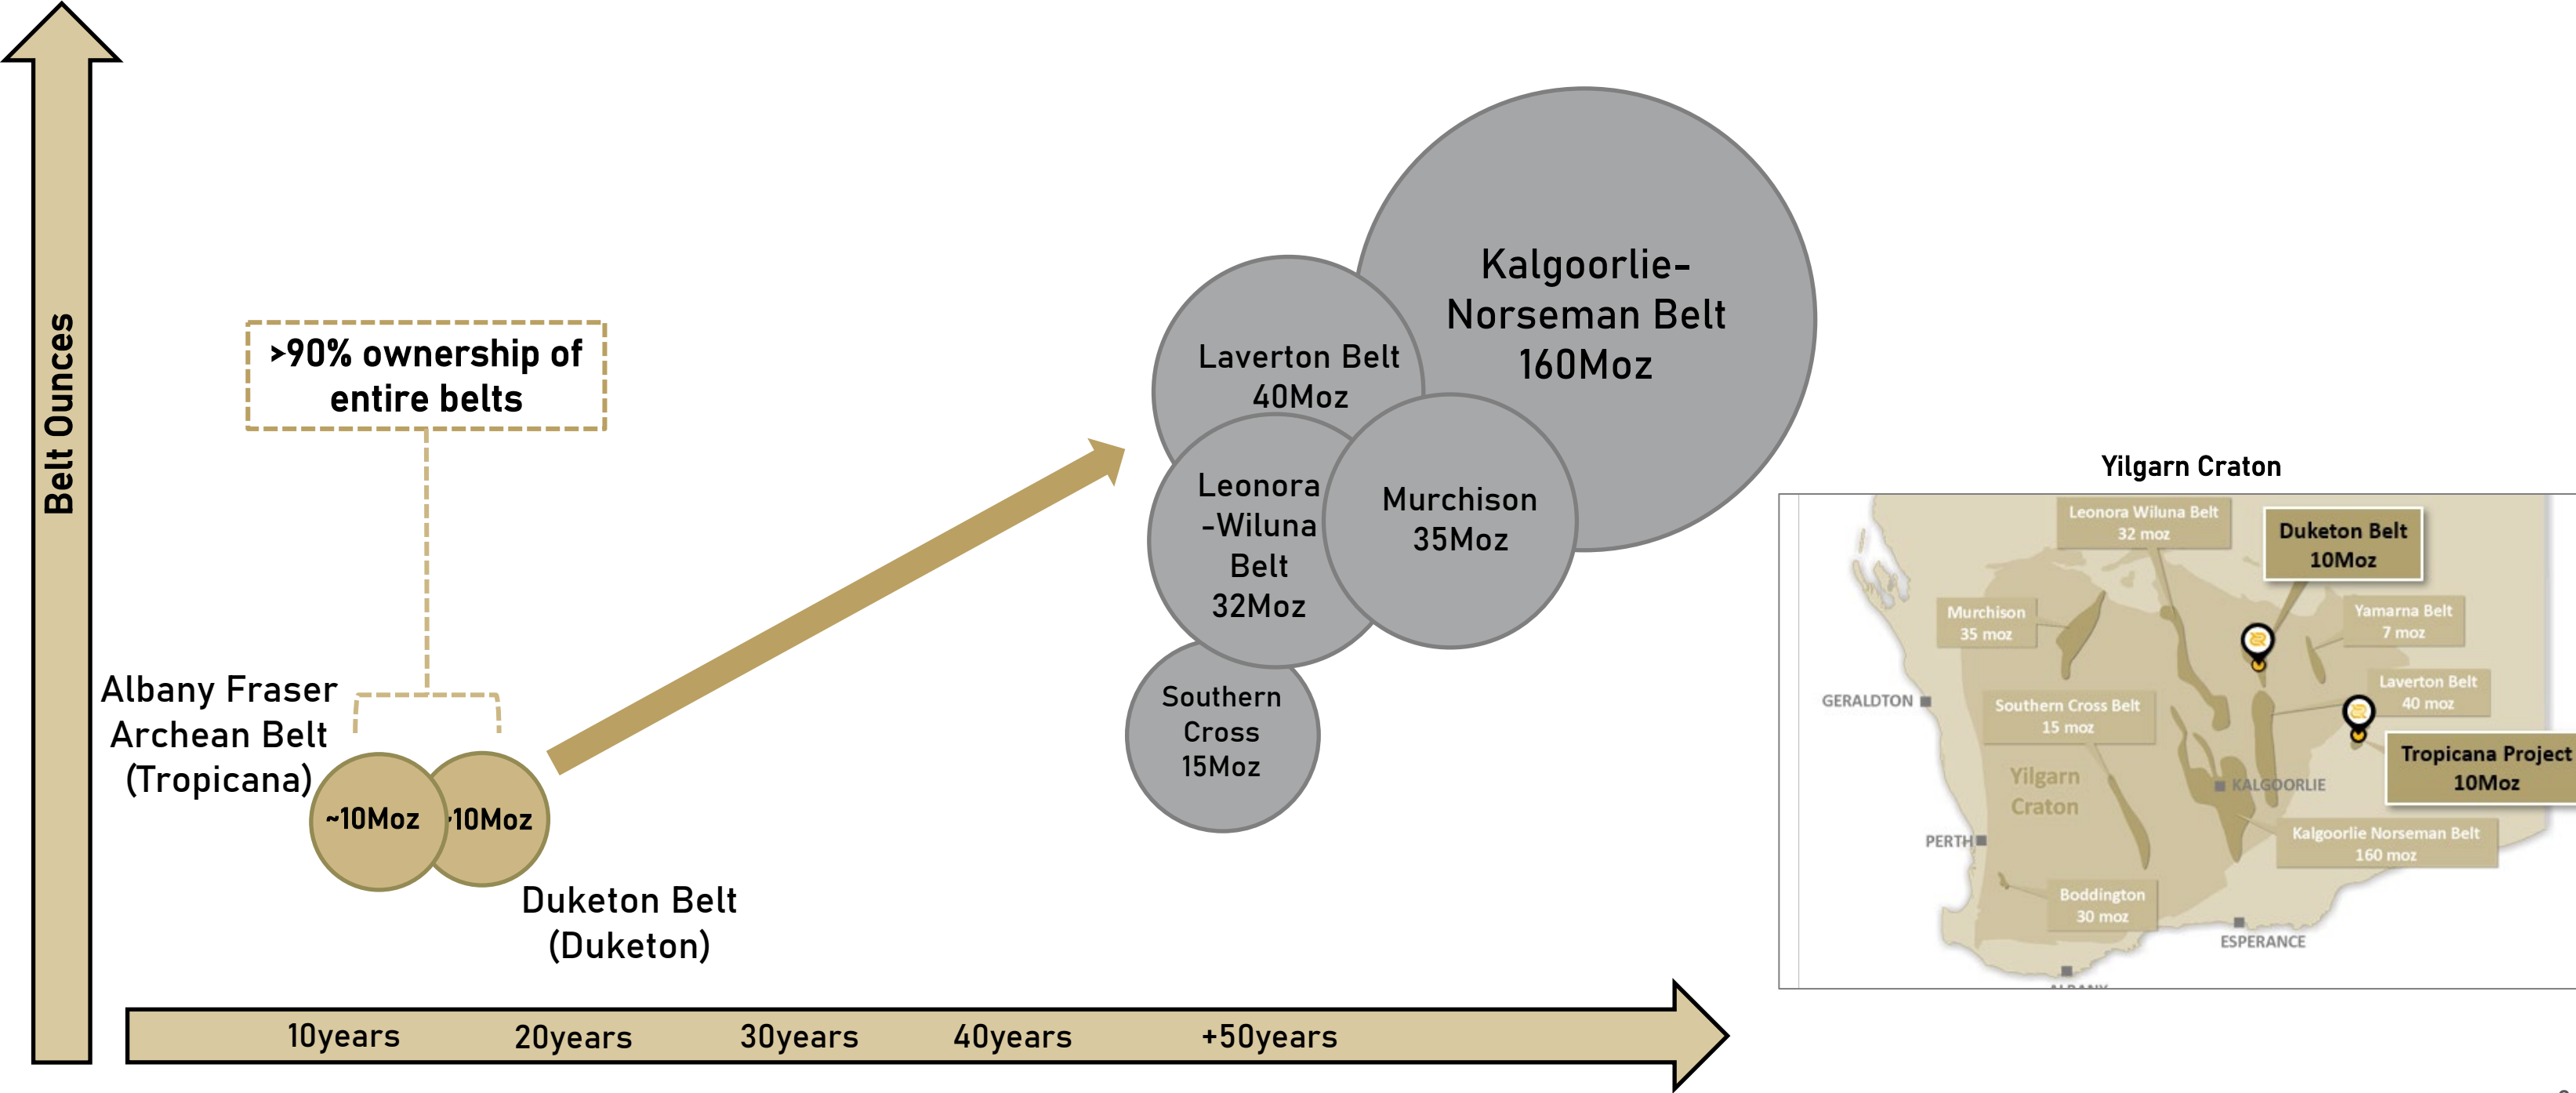 Belt Ounces
>90% ownership of
entire belts
Albany Fraser
Archean Belt
(Tropicana)
~10Moz
~10Moz
Duketon Belt
(Duketon)
Kalgoorlie-
Norseman Belt
160Moz
Laverton Belt
40Moz
Leonora
-Wiluna
Belt
32Moz
Murchison
35Moz
Southern
Cross
15Moz
10years
20years
30years
40years
+50years
Yilgarn Craton
Leonora Wiluna Belt
32 moz
Duketon Belt
10Moz
Murchison
35 moz
Yamarna Belt
7 moz
Laverton Belt
40 moz
GERALDTON
Southern Cross Belt
15 moz
Tropicana Project
10Moz
Yilgarn
Craton
KALGOORLIE
PERTH
Kalgoorlie Norseman Belt
160 moz
Boddington
30 moz
ESPERANCE